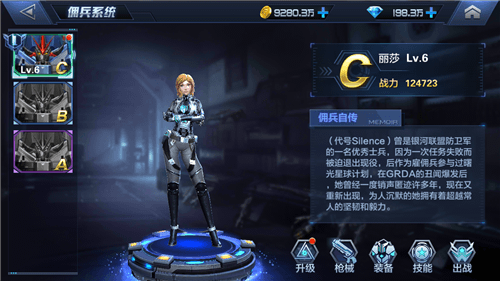 佣兵系统
9280.3万 +
198.3万 +
Lv.6
C
B
A
C
丽莎 Lv.6
战力 124723
佣兵自传
MEMOIR
（代号Silence）曾是银河联盟防卫军
的一名优秀士兵，因为一次任务失败而
被迫退出现役，后作为雇佣兵参与过曙
光星球计划，在GRDA的丑闻爆发后
，她曾经一度销声匿迹许多年，现在又
重新出现，为人沉默的她拥有着超越常
人的坚韧和毅力。
升级 枪械 装备 技能 出战